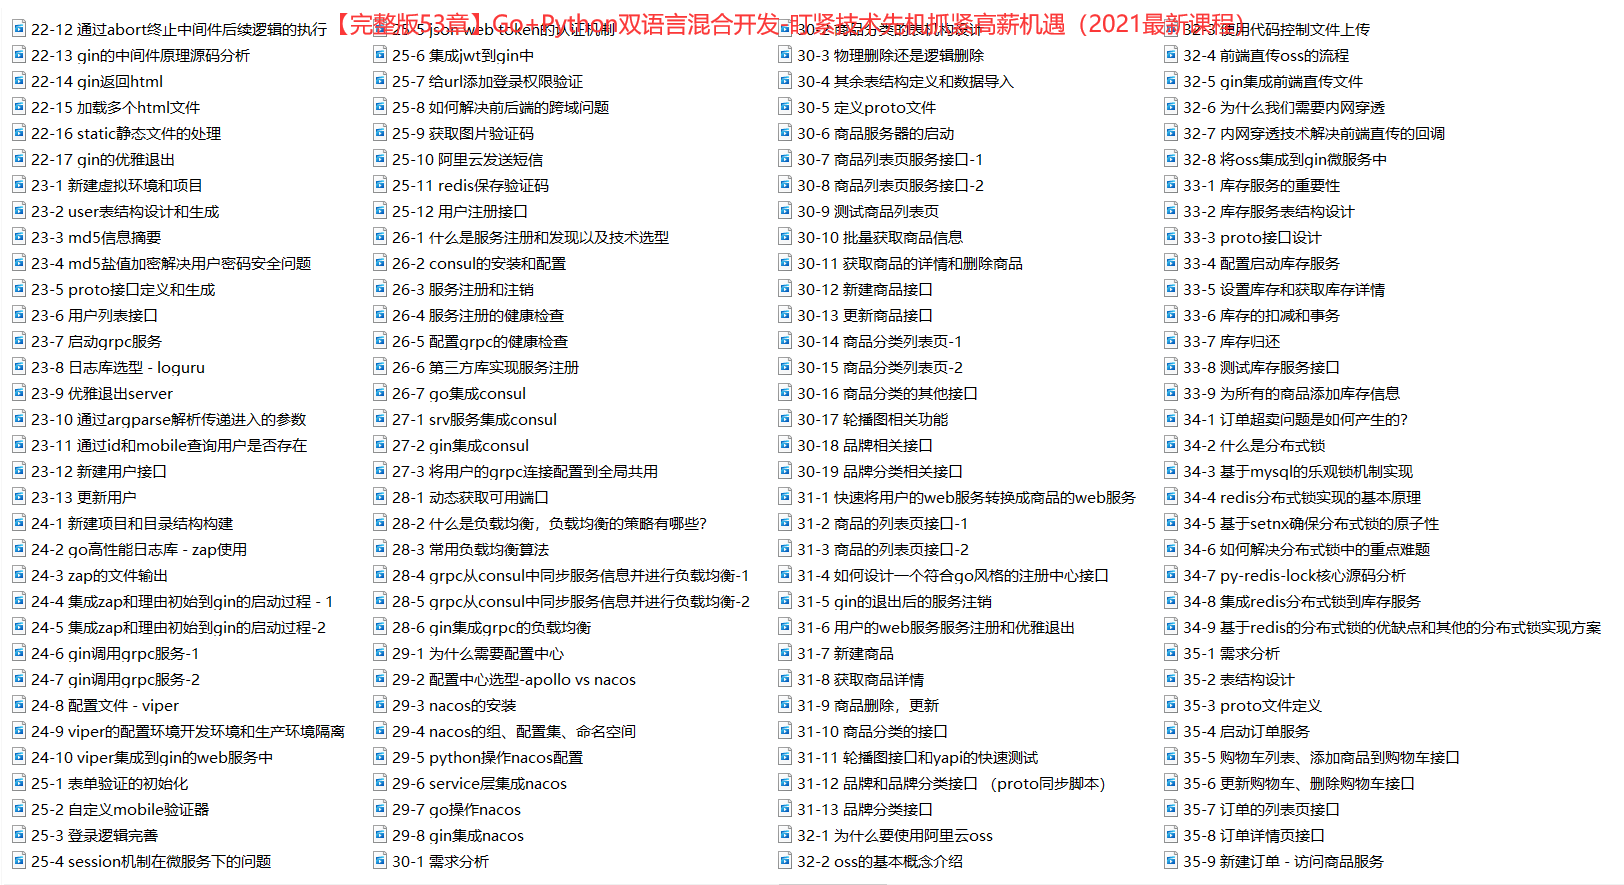 【完整版53章】Go+Python双语言混合开发 盯紧技术先机抓紧高薪机遇（2021最新课程）
22-12 通过abort终止中间件后续逻辑的执行
22-13 gin的中间件原理源码分析
22-14 gin返回html
22-15 加载多个html文件
22-16 static静态文件的处理
22-17 gin的优雅退出
23-1 新建虚拟环境和项目
23-2 user表结构设计和生成
23-3 md5信息摘要
23-4 md5盐值加密解决用户密码安全问题
23-5 proto接口定义和生成
23-6 用户列表接口
23-7 启动grpc服务
23-8 日志库选型 - loguru
23-9 优雅退出server
23-10 通过argparse解析传递进入的参数
23-11 通过id和mobile查询用户是否存在
23-12 新建用户接口
23-13 更新用户
24-1 新建项目和目录结构构建
24-2 go高性能日志库 - zap使用
24-3 zap的文件输出
24-4 集成zap和理由初始到gin的启动过程 - 1
24-5 集成zap和理由初始到gin的启动过程-2
24-6 gin调用grpc服务-1
24-7 gin调用grpc服务-2
24-8 配置文件 - viper
24-9 viper的配置环境开发环境和生产环境隔离
24-10 viper集成到gin的web服务中
25-1 表单验证的初始化
25-2 自定义mobile验证器
25-3 登录逻辑完善
25-4 session机制在微服务下的问题
25-5 json web token的认证机制
25-6 集成jwt到gin中
25-7 给url添加登录权限验证
25-8 如何解决前后端的跨域问题
25-9 获取图片验证码
25-10 阿里云发送短信
25-11 redis保存验证码
25-12 用户注册接口
26-1 什么是服务注册和发现以及技术选型
26-2 consul的安装和配置
26-3 服务注册和注销
26-4 服务注册的健康检查
26-5 配置grpc的健康检查
26-6 第三方库实现服务注册
26-7 go集成consul
27-1 srv服务集成consul
27-2 gin集成consul
27-3 将用户的grpc连接配置到全局共用
28-1 动态获取可用端口
28-2 什么是负载均衡，负载均衡的策略有哪些?
28-3 常用负载均衡算法
28-4 grpc从consul中同步服务信息并进行负载均衡-1
28-5 grpc从consul中同步服务信息并进行负载均衡-2
28-6 gin集成grpc的负载均衡
29-1 为什么需要配置中心
29-2 配置中心选型-apollo vs nacos
29-3 nacos的安装
29-4 nacos的组、配置集、命名空间
29-5 python操作nacos配置
29-6 service层集成nacos
29-7 go操作nacos
29-8 gin集成nacos
30-1 需求分析
30-2 商品分类的表机构设计
30-3 物理删除还是逻辑删除
30-4 其余表结构定义和数据导入
30-5 定义proto文件
30-6 商品服务器的启动
30-7 商品列表页服务接口-1
30-8 商品列表页服务接口-2
30-9 测试商品列表页
30-10 批量获取商品信息
30-11 获取商品的详情和删除商品
30-12 新建商品接口
30-13 更新商品接口
30-14 商品分类列表页-1
30-15 商品分类列表页-2
30-16 商品分类的其他接口
30-17 轮播图相关功能
30-18 品牌相关接口
30-19 品牌分类相关接口
31-1 快速将用户的web服务转换成商品的web服务
31-2 商品的列表页接口-1
31-3 商品的列表页接口-2
31-4 如何设计一个符合go风格的注册中心接口
31-5 gin的退出后的服务注销
31-6 用户的web服务服务注册和优雅退出
31-7 新建商品
31-8 获取商品详情
31-9 商品删除，更新
31-10 商品分类的接口
31-11 轮播图接口和yapi的快速测试
31-12 品牌和品牌分类接口 （proto同步脚本）
31-13 品牌分类接口
32-1 为什么要使用阿里云oss
32-2 oss的基本概念介绍
32-3 使用代码控制文件上传
32-4 前端直传oss的流程
32-5 gin集成前端直传文件
32-6 为什么我们需要内网穿透
32-7 内网穿透技术解决前端直传的回调
32-8 将oss集成到gin微服务中
33-1 库存服务的重要性
33-2 库存服务表结构设计
33-3 proto接口设计
33-4 配置启动库存服务
33-5 设置库存和获取库存详情
33-6 库存的扣减和事务
33-7 库存归还
33-8 测试库存服务接口
33-9 为所有的商品添加库存信息
34-1 订单超卖问题是如何产生的?
34-2 什么是分布式锁
34-3 基于mysql的乐观锁机制实现
34-4 redis分布式锁实现的基本原理
34-5 基于setnx确保分布式锁的原子性
34-6 如何解决分布式锁中的重点难题
34-7 py-redis-lock核心源码分析
34-8 集成redis分布式锁到库存服务
34-9 基于redis的分布式锁的优缺点和其他的分布式锁实现方案
35-1 需求分析
35-2 表结构设计
35-3 proto文件定义
35-4 启动订单服务
35-5 购物车列表、添加商品到购物车接口
35-6 更新购物车、删除购物车接口
35-7 订单的列表页接口
35-8 订单详情页接口
35-9 新建订单 - 访问商品服务